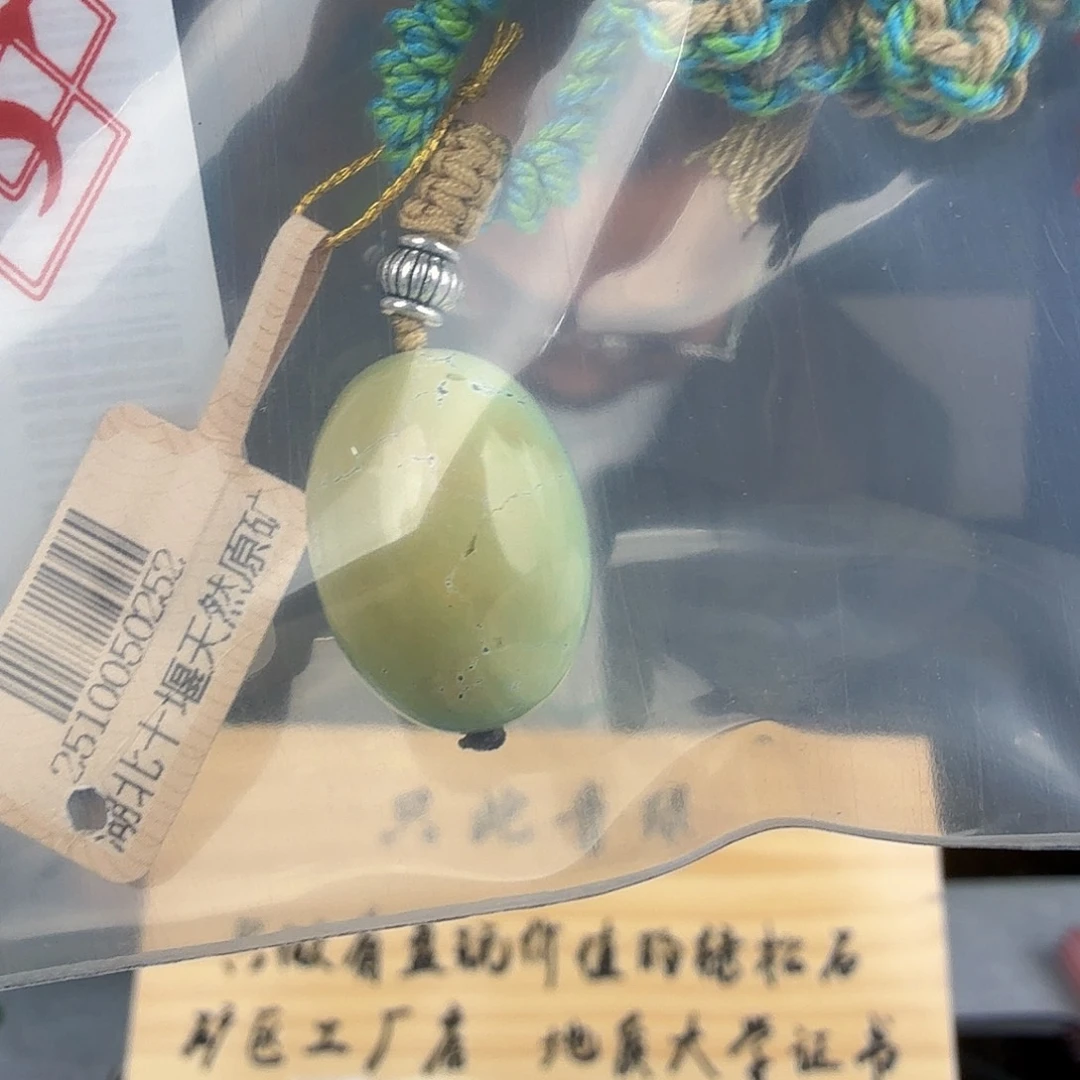 2510050252
湖北十堰天然原矿
只此青绿
只做有盘玩价值的绿松石
矿区工厂店 地质大学证书